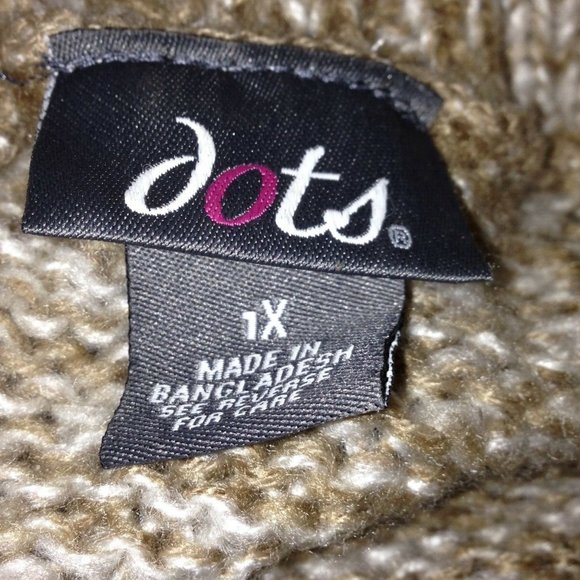 dots®
1X
MADE IN
BANGLADESH
SEE REVERSE
FOR CARE